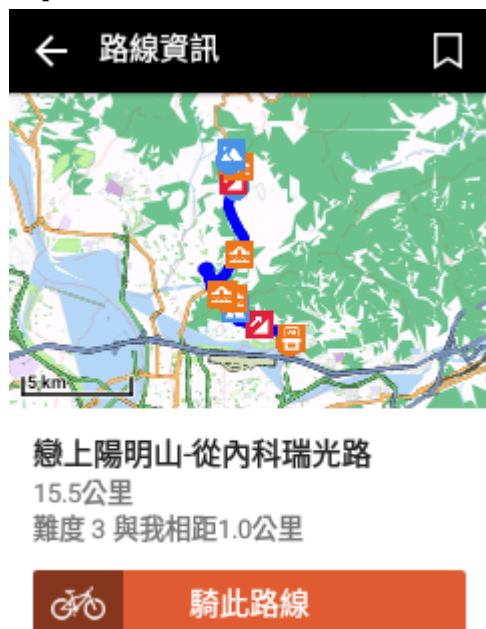 路線資訊
5 km
戀上陽明山-從內科瑞光路
15.5公里
難度 3 與我相距1.0公里
騎此路線